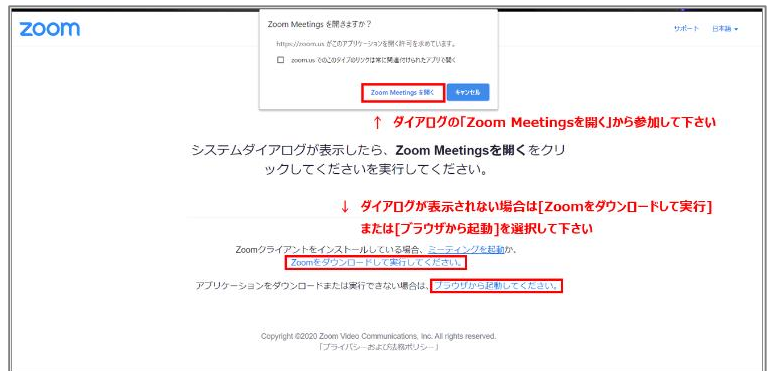 zoom
サポート 日本語
Zoom Meetings を開きますか？
https://zoom.us がこのアプリケーションを開く許可を求めています。
zoom.us でのこのタイプのリンクは常に関連付けられたアプリで開く
Zoom Meetings を開く キャンセル
↑ ダイアログの「Zoom Meetingsを開く」から参加して下さい
システムダイアログが表示したら、Zoom Meetingsを開くをクリ
ックしてくださいを実行してください。
↓ ダイアログが表示されない場合は[Zoomをダウンロードして実行]
または[ブラウザから起動]を選択して下さい
Zoomクライアントをインストールしている場合、ミーティングを起動か、
Zoomをダウンロードして実行してください。
アプリケーションをダウンロードまたは実行できない場合は、ブラウザから起動してください。
Copyright ©2020 Zoom Video Communications, Inc. All rights reserved.
「プライバシーおよび法務ポリシー」